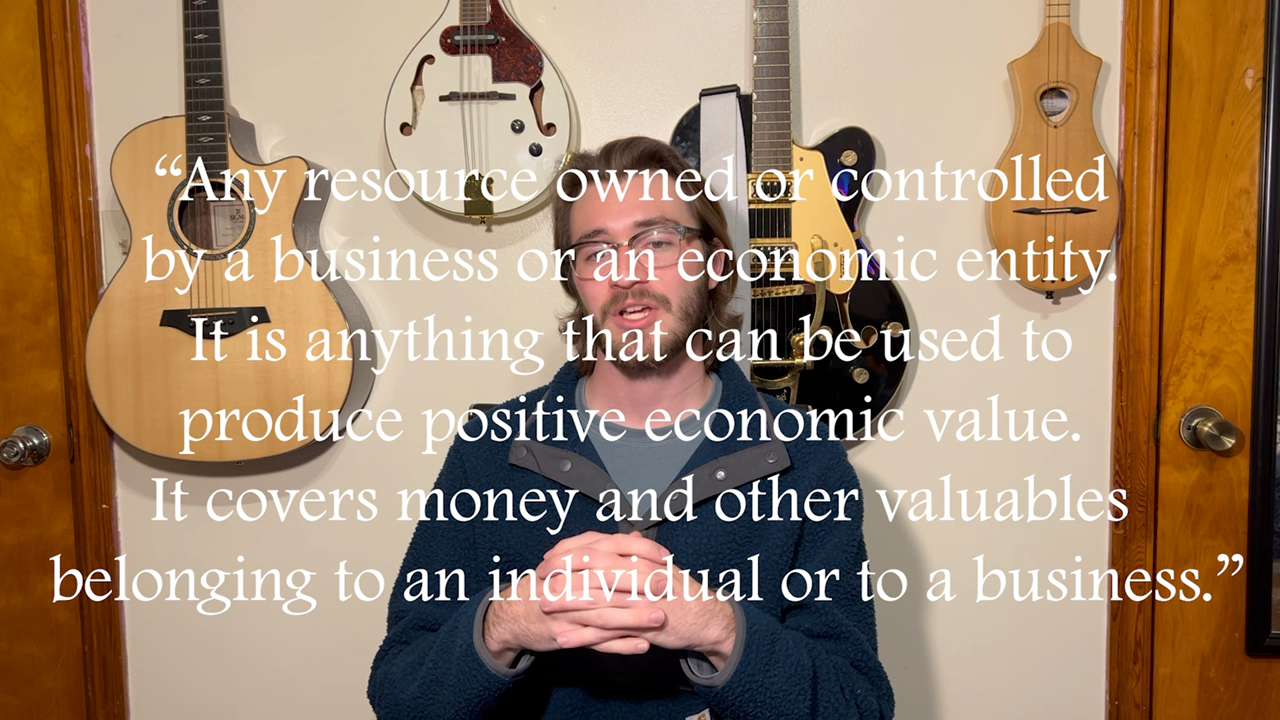 “Any resource owned or controlled
by a business or an economic entity.
It is anything that can be used to
produce positive economic value.
It covers money and other valuables
belonging to an individual or to a business.”